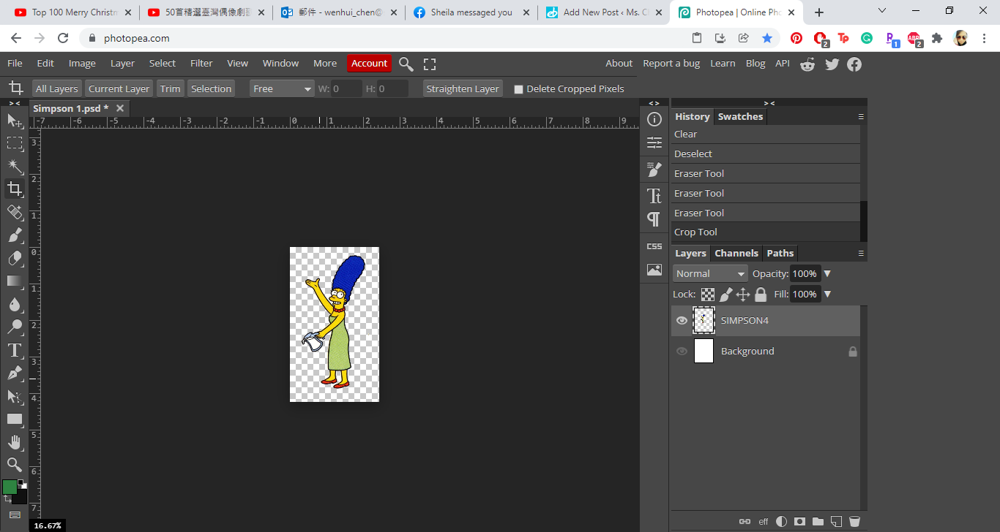 Top 100 Merry Christm
50首精選臺灣偶像劇
郵件 - wenhui_chen@
Sheila messaged you
Add New Post ‹ Ms. C
Photopea | Online Pho
photopea.com
2
1
2
File Edit Image Layer Select Filter View Window More Account
About Report a bug Learn Blog API
All Layers Current Layer Trim Selection Free W: 0 H: 0 Straighten Layer Delete Cropped Pixels
> <
Simpson 1.psd *
< >
> <
-7 -6 -5 -4 -3 -2 -1 0 1 2 3 4 5 6 7 8 9
3
2
1
0
1
2
3
4
5
6
7
History Swatches
Clear
Deselect
Eraser Tool
Eraser Tool
Eraser Tool
Crop Tool
CSS
Layers Channels Paths
Normal Opacity: 100%
Lock: Fill: 100%
SIMPSON4
Background
eff
16.67%